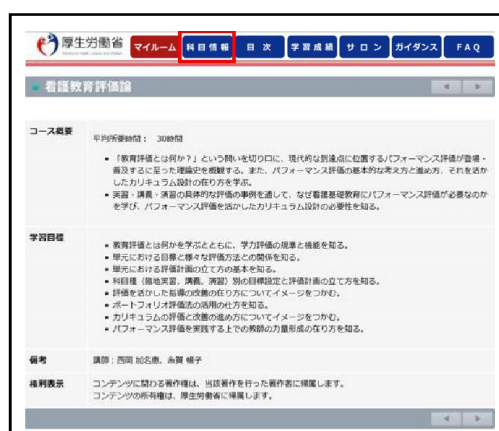 厚生労働省
マイルーム 科目情報 目 次 学習成績 サ ロ ン ガイダンス F A Q
看護教育評価論
コース概要
平均所要時間： 30時間
• 「教育評価とは何か？」という問いを切り口に、現代的な到達点に位置するパフォーマンス評価が登場・
普及するに至った理論史を概観する。また、パフォーマンス評価の基本的な考え方と進め方、それを活か
したカリキュラム設計の在り方を学ぶ。
• 実習・講義・演習の具体的な評価の事例を通して、なぜ看護基礎教育にパフォーマンス評価が必要なのか
を学び、パフォーマンス評価を活かしたカリキュラム設計の必要性を知る。
学習目標
• 教育評価とは何かを学ぶとともに、学力評価の規準と機能を知る。
• 単元における目標と様々な評価方法との関係を知る。
• 単元における評価計画の立て方の基本を知る。
• 科目種（臨地実習、講義、演習）別の目標設定と評価計画の立て方を知る。
• 評価を活かした指導の改善の在り方についてイメージをつかむ。
• ポートフォリオ評価法の活用の仕方を知る。
• カリキュラムの評価と改善の進め方についてイメージをつかむ。
• パフォーマンス評価を実践する上での教師の力量形成の在り方を知る。
備考
講師：西岡 加名恵、糸賀 暢子
権利表示
コンテンツに関わる著作権は、当該著作を行った著作者に帰属します。
コンテンツの所有権は、厚生労働省に帰属します。